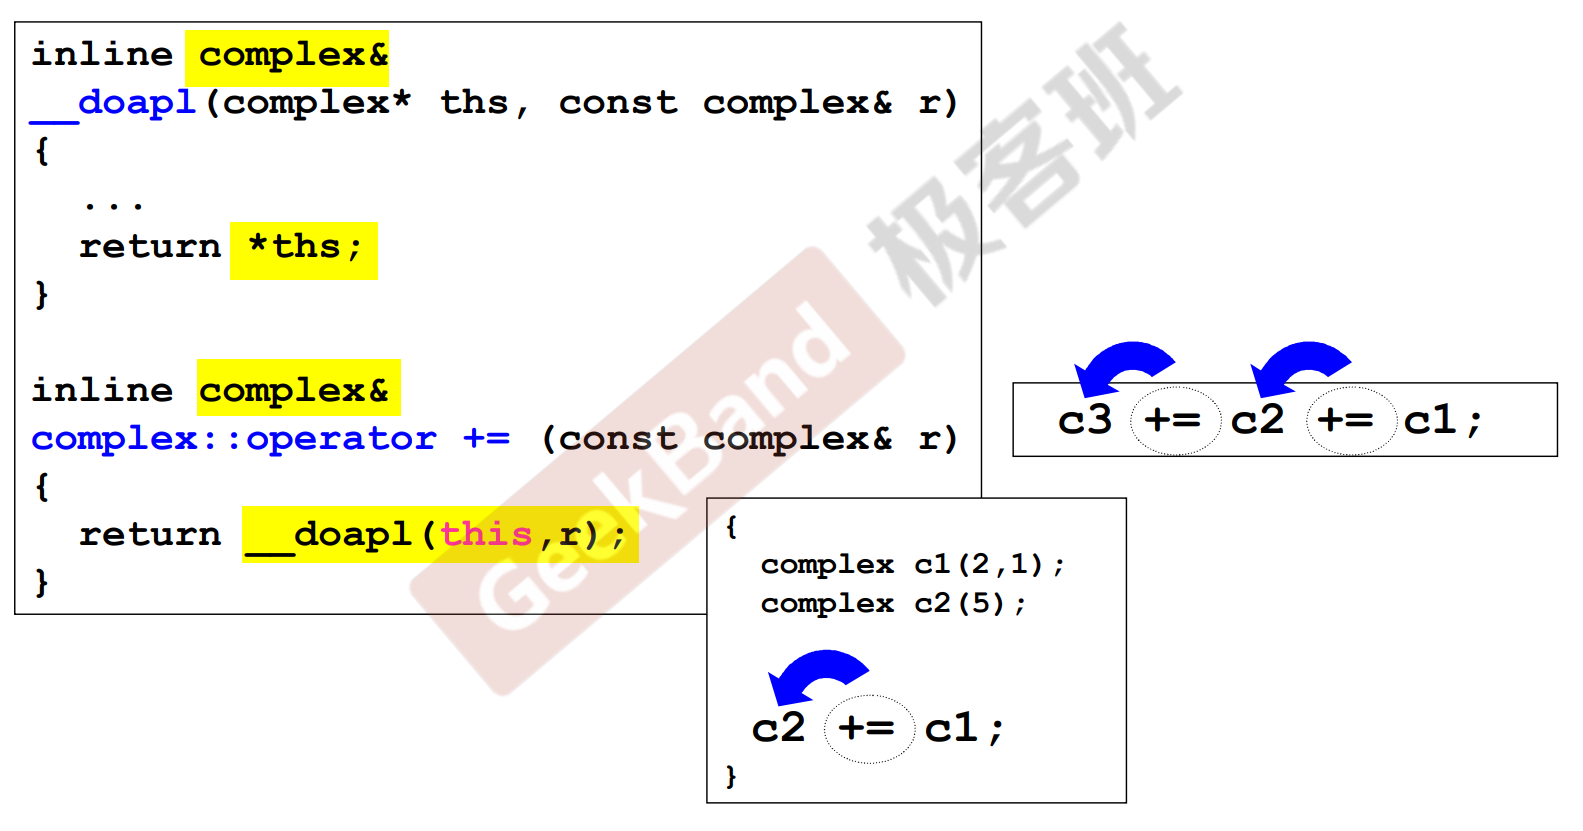 inline complex&
__doapl(complex* ths, const complex& r)
{
...
return *ths;
}
inline complex&
complex::operator += (const complex& r)
{
return __doapl(this,r);
}
c3 += c2 += c1;
{
complex c1(2,1);
complex c2(5);
c2 += c1;
}
GeekBand 极客班